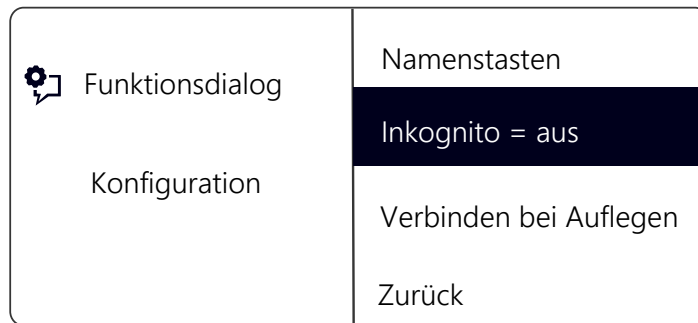 Funktionsdialog
Konfiguration
Namenstasten
Inkognito = aus
Verbinden bei Auflegen
Zurück